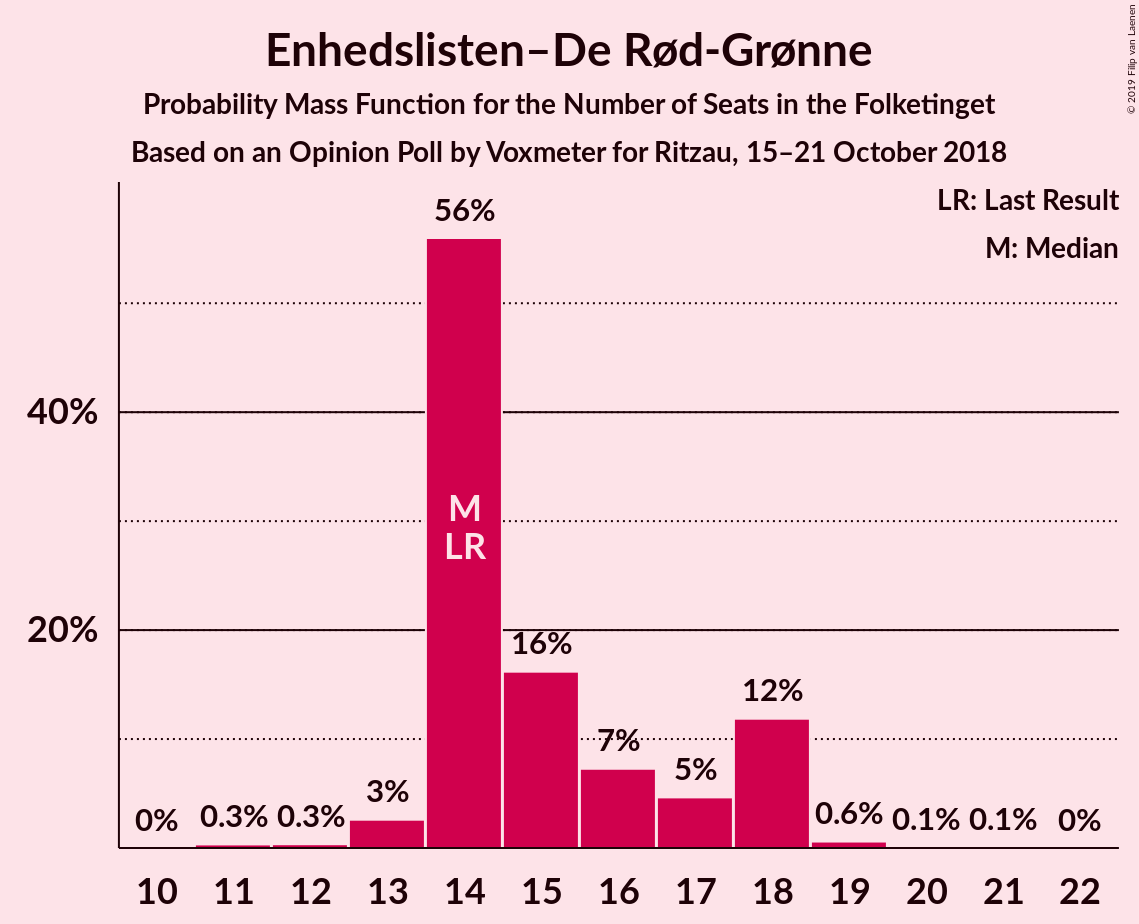 Enhedslisten–De Rød-Grønne
Probability Mass Function for the Number of Seats in the Folketinget
Based on an Opinion Poll by Voxmeter for Ritzau, 15–21 October 2018
© 2019 Filip van Laenen
LR: Last Result
M: Median
40%
20%
0%
0.3%
0.3%
3%
56%
M
LR
16%
7%
5%
12%
0.6%
0.1%
0.1%
0%
10 11 12 13 14 15 16 17 18 19 20 21 22